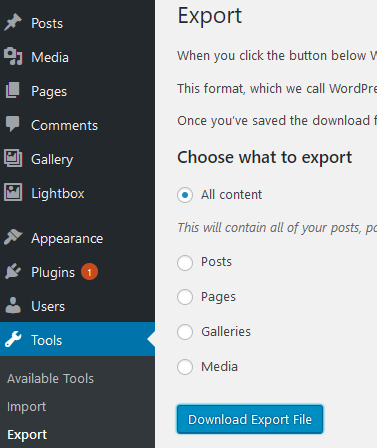 Posts
Media
Pages
Comments
Gallery
Lightbox
Appearance
Plugins 1
Users
Tools
Available Tools
Import
Export
Export
When you click the button below
This format, which we call
Once you've saved the download
Choose what to export
All content
This will contain all of your posts,
Posts
Pages
Galleries
Media
Download Export File